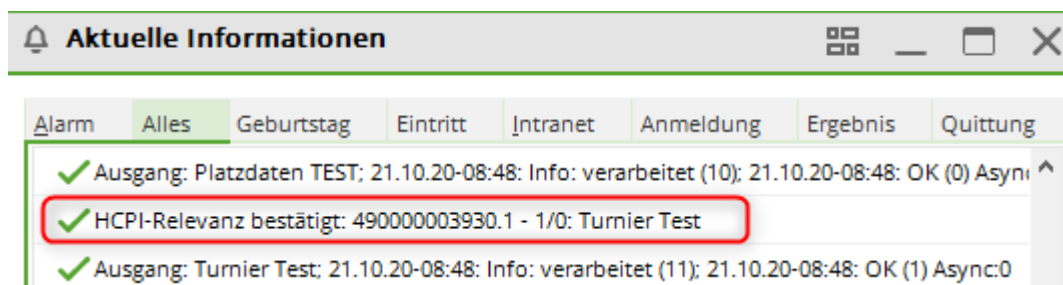 Aktuelle Informationen
Alarm Alles Geburtstag Eintritt Intranet Anmeldung Ergebnis Quittung
Ausgang: Platzdaten TEST; 21.10.20-08:48: Info: verarbeitet (10); 21.10.20-08:48: OK (0) Async
HCPI-Relevanz bestätigt: 490000003930.1 - 1/0: Turnier Test
Ausgang: Turnier Test; 21.10.20-08:48: Info: verarbeitet (11); 21.10.20-08:48: OK (1) Async:0